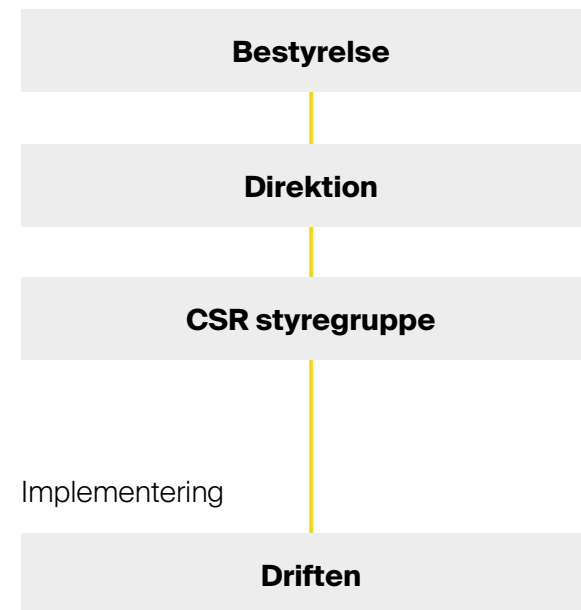 Bestyrelse
Direktion
CSR styregruppe
Implementering
Driften